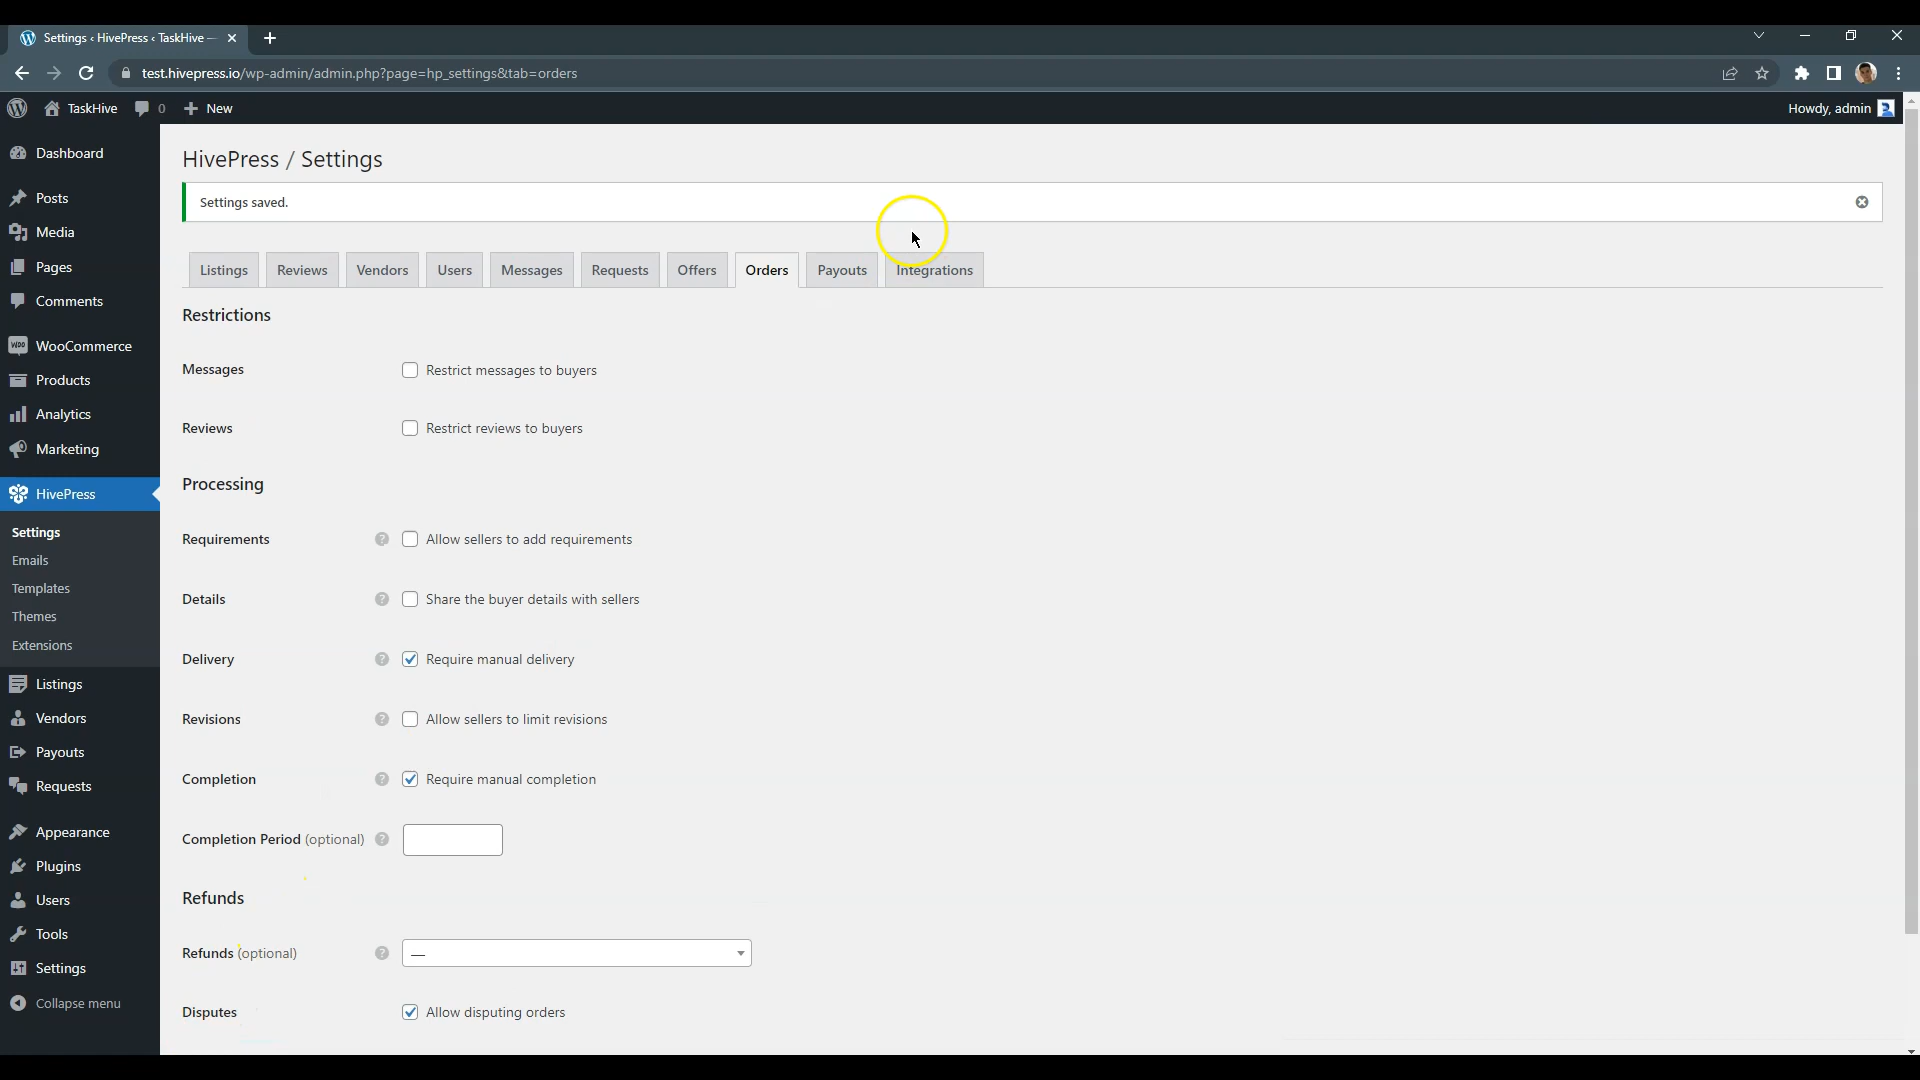 Settings ‹ HivePress ‹ TaskHive —
test.hivepress.io/wp-admin/admin.php?page=hp_settings&tab=orders
TaskHive 0 New Howdy, admin
Dashboard
Posts
Media
Pages
Comments
WooCommerce
Products
Analytics
Marketing
HivePress
Settings
Emails
Templates
Themes
Extensions
Listings
Vendors
Payouts
Requests
Appearance
Plugins
Users
Tools
Settings
Collapse menu
HivePress / Settings
Settings saved.
Listings Reviews Vendors Users Messages Requests Offers Orders Payouts Integrations
Restrictions
Messages Restrict messages to buyers
Reviews Restrict reviews to buyers
Processing
Requirements ? Allow sellers to add requirements
Details ? Share the buyer details with sellers
Delivery ? Require manual delivery
Revisions ? Allow sellers to limit revisions
Completion ? Require manual completion
Completion Period (optional) ?
Refunds
Refunds (optional) ? —
Disputes Allow disputing orders